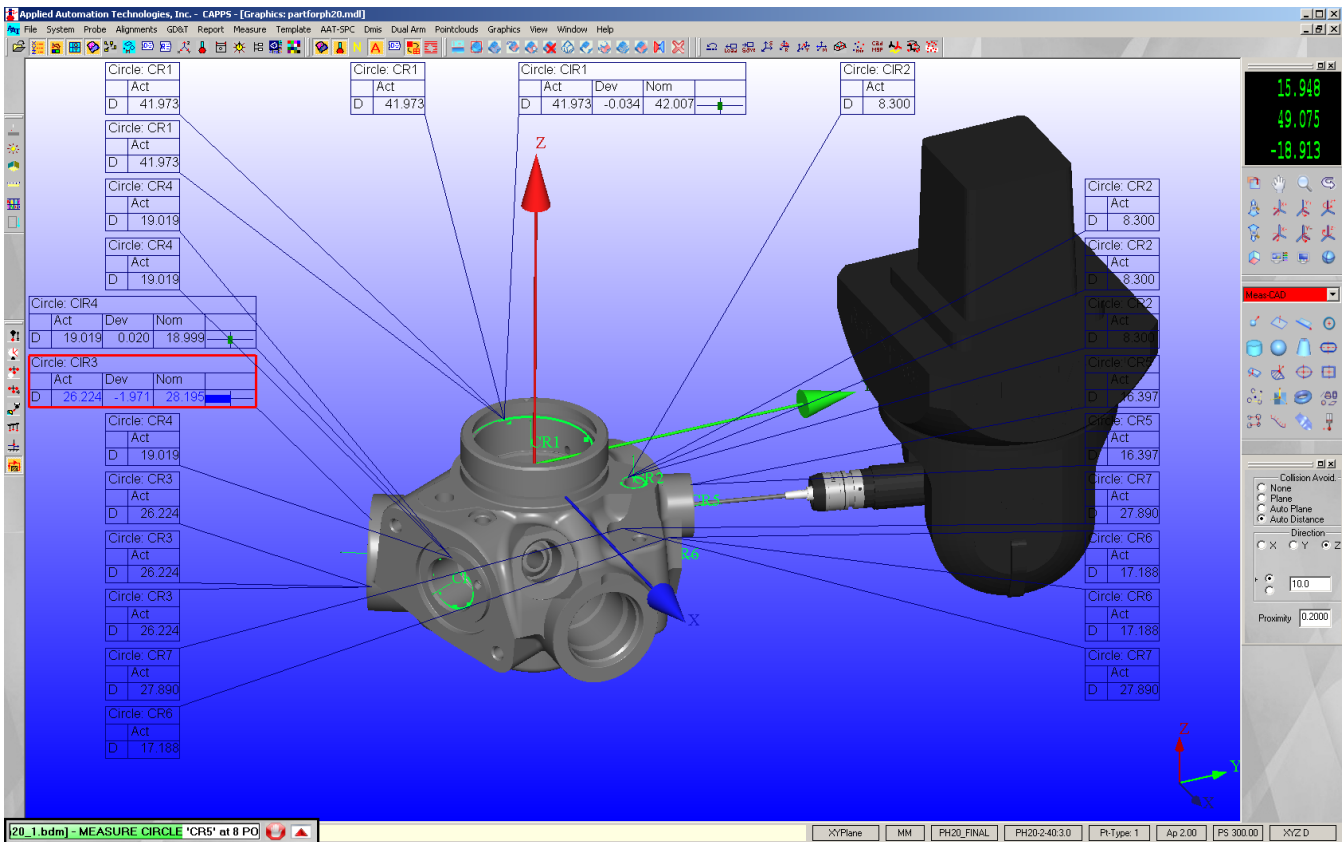 Applied Automation Technologies, Inc. - CAPPS - [Graphics: partforph20.mdl]
File System Probe Alignments GD&T Report Measure Template AAT-SPC Dmis Dual Arm Pointclouds Graphics View Window Help
Circle: CR1
Act
D 41.973
Circle: CR1
Act
D 41.973
Circle: CIR1
Act Dev Nom
D 41.973 -0.034 42.007
Circle: CIR2
Act
D 8.300
Circle: CR1
Act
D 41.973
Circle: CR4
Act
D 19.019
Circle: CR4
Act
D 19.019
Circle: CIR4
Act Dev Nom
D 19.019 0.020 18.999
Circle: CIR3
Act Dev Nom
D 26.224 -1.971 28.195
Circle: CR4
Act
D 19.019
Circle: CR3
Act
D 26.224
Circle: CR3
Act
D 26.224
Circle: CR3
Act
D 26.224
Circle: CR7
Act
D 27.890
Circle: CR6
Act
D 17.188
Z
X
CR1
CR2
CR5
R6
Circle: CR2
Act
D 8.300
Circle: CR2
Act
D 8.300
Circle: CR2
Act
D 8.300
Circle: CR5
Act
D 16.397
Circle: CR5
Act
D 16.397
Circle: CR7
Act
D 27.890
Circle: CR6
Act
D 17.188
Circle: CR6
Act
D 17.188
Circle: CR7
Act
D 27.890
Z
Y
X
15.948
49.075
-18.913
Meas CAD
Collision Avoid.
None
Plane
Auto Plane
Auto Distance
Direction
X Y Z
10.0
Proximity 0.2000
20_1.bdm] - MEASURE CIRCLE 'CR5' at 8 PO
XYPlane MM PH20_FINAL PH20-2-40:3.0 Pt-Type: 1 Ap 2.00 PS 300.00 XYZ D